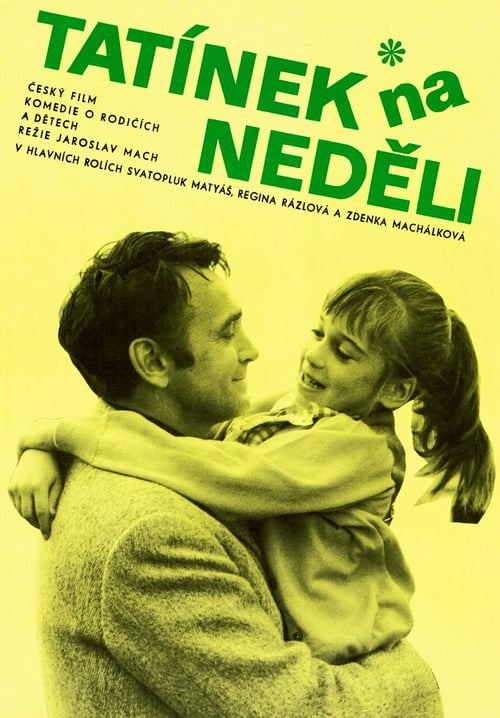 TATÍNEK na
NEDĚLI
ČESKÝ FILM
KOMEDIE O RODIČÍCH
A DĚTECH
REŽIE JAROSLAV MACH
V HLAVNÍCH ROLÍCH SVATOPLUK MATYÁŠ, REGINA RÁZLOVÁ A ZDENKA MACHÁLKOVÁ